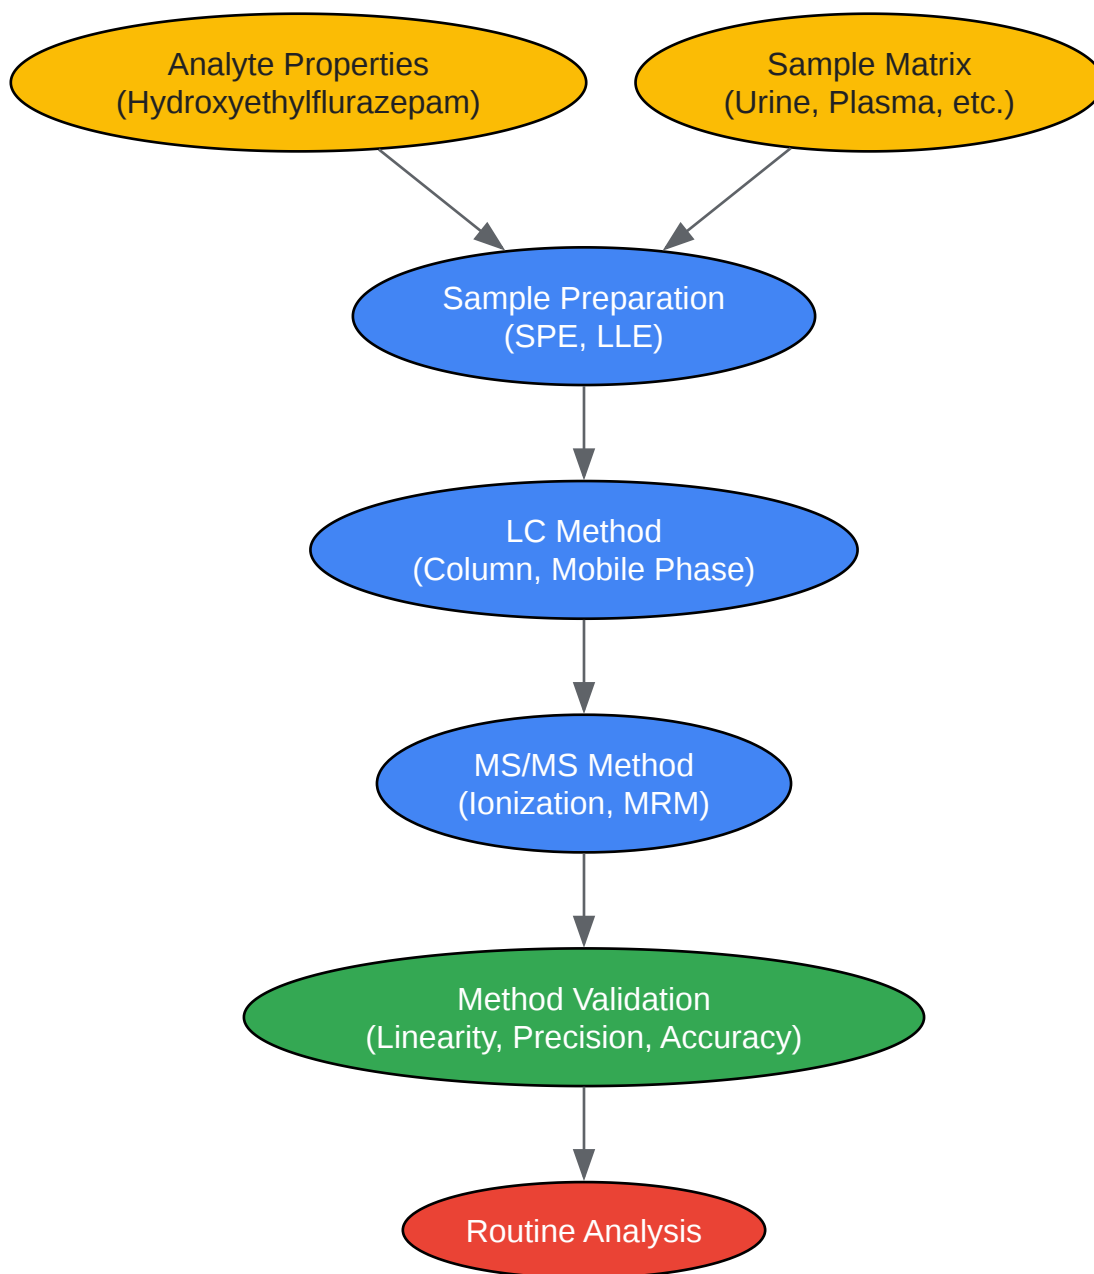 Analyte Properties
(Hydroxyethylflurazepam)
Sample Matrix
(Urine, Plasma, etc.)
Sample Preparation
(SPE, LLE)
LC Method
(Column, Mobile Phase)
MS/MS Method
(Ionization, MRM)
Method Validation
(Linearity, Precision, Accuracy)
Routine Analysis